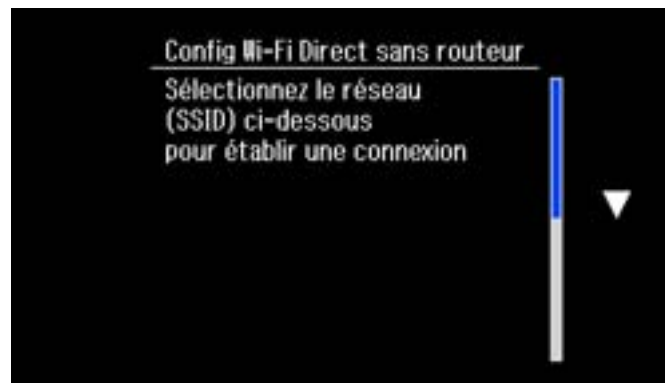 Config Wi-Fi Direct sans routeur
Sélectionnez le réseau
(SSID) ci-dessous
pour établir une connexion